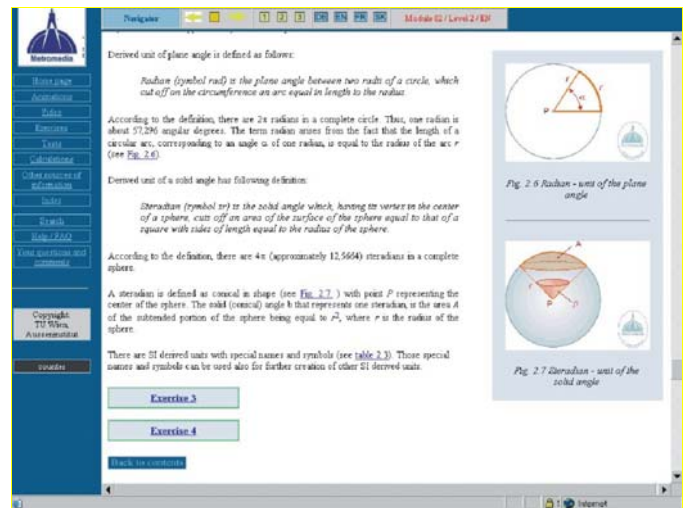 Navigator
1 2 3 DE EN FR SK
Module 02 / Level 2 / EN
Metromedia
Home page
Animations
Video
Exercises
Tests
Calculations
Other sources of
information
Index
Search
Help / FAQ
Your questions and
comments
Copyright:
TU Wien,
Ausseninstitut
counter
Derived unit of plane angle is defined as follows:
Radian (symbol rad) is the plane angle between two radii of a circle, which
cut off on the circumference an arc equal in length to the radius.
According to the definition, there are 2π radians in a complete circle. Thus, one radian is
about 57,296 angular degrees. The term radian arises from the fact that the length of a
circular arc, corresponding to an angle α of one radian, is equal to the radius of the arc r
(see Fig. 2.6).
Derived unit of a solid angle has following definition:
Steradian (symbol sr) is the solid angle which, having its vertex in the center
of a sphere, cuts off an area of the surface of the sphere equal to that of a
square with sides of length equal to the radius of the sphere.
According to the definition, there are 4π (approximately 12,5664) steradians in a complete
sphere.
A steradian is defined as conical in shape (see Fig. 2.7 ) with point P representing the
center of the sphere. The solid (conical) angle that represents one steradian, is the area A
of the subtended portion of the sphere being equal to r², where r is the radius of the
sphere.
There are SI derived units with special names and symbols (see table 2.3). Those special
names and symbols can be used also for further creation of other SI derived units.
Exercise 3
Exercise 4
Back to contents
r
r
α
P
r
Fig. 2.6 Radian - unit of the plane
angle
A
r
P
Fig. 2.7 Steradian - unit of the
solid angle
Internet